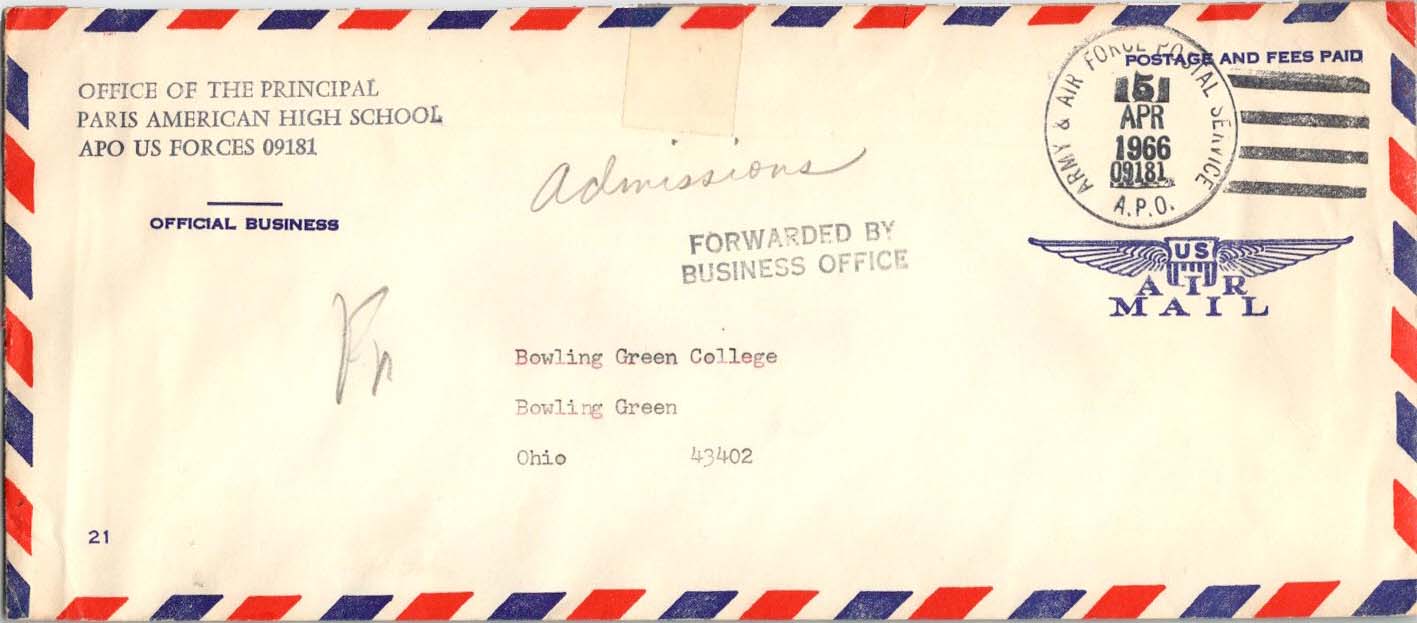 OFFICE OF THE PRINCIPAL
PARIS AMERICAN HIGH SCHOOL
APO US FORCES 09181
OFFICIAL BUSINESS
POSTAGE AND FEES PAID
ARMY & AIR FORCE POSTAL SERVICE
5
APR
1966
09181
A.P.O.
US
AIR
MAIL
Admissions
FORWARDED BY
BUSINESS OFFICE
Bowling Green College
Bowling Green
Ohio 43402
21